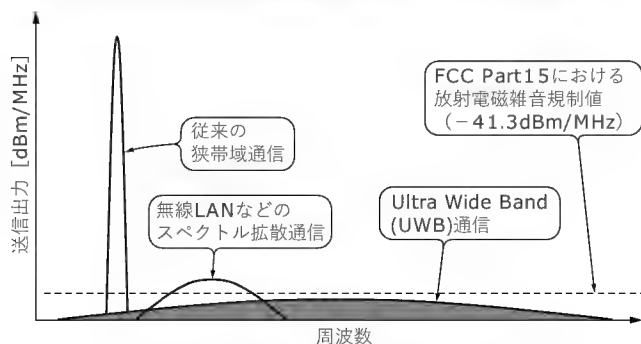 送信出力 [dBm/MHz]
従来の
狭帯域通信
無線LANなどの
スペクトル拡散通信
FCC Part15における
放射電磁雑音規制値
(－41.3dBm/MHz)
Ultra Wide Band
(UWB)通信
周波数